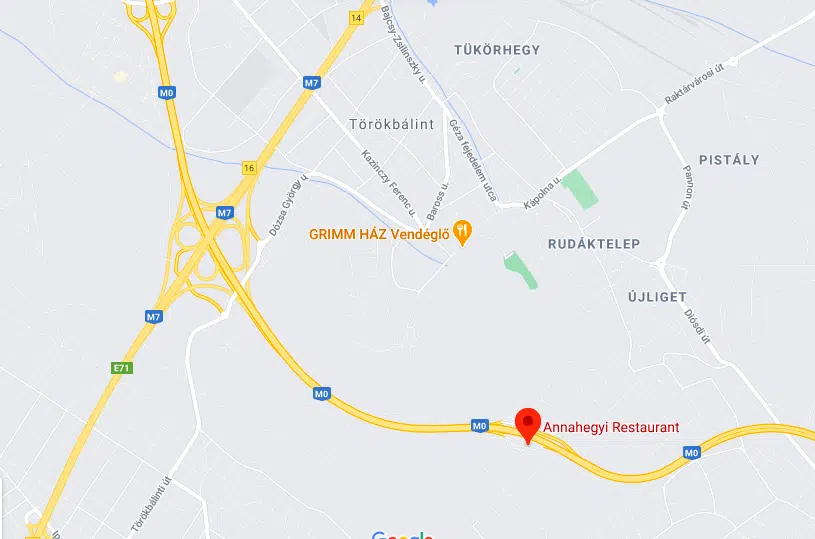 14
Bajcsy-Zsilinszky u.
TÜKÖRHEGY
M7
M0
Raktárvárosi út
Törökbálint
Géza fejedelem utca
16
Kazinczy Ferenc u.
PISTÁLY
Dózsa György u.
Baross u.
Kápolna u.
Pannon út
M7
GRIMM HÁZ Vendéglő
RUDÁKTELEP
ÚJLIGET
M7
Diósdi út
E71
M0
M0
Annahegyi Restaurant
M0
Törökbálinti út
Google